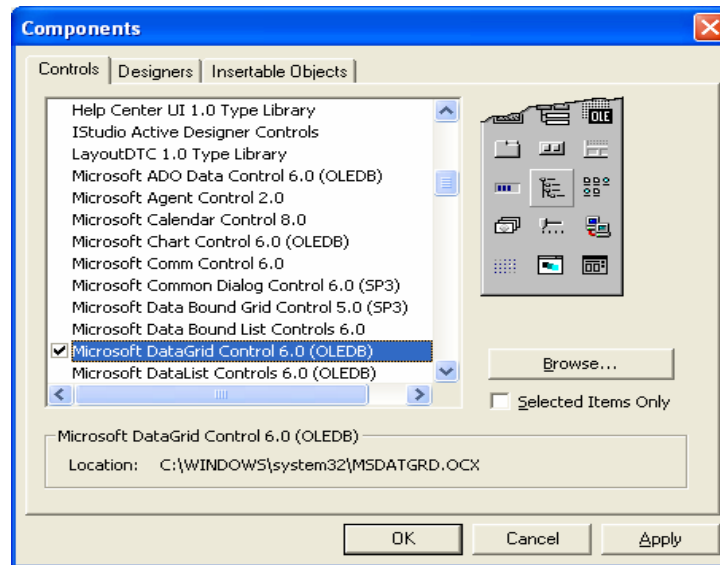 Components
Controls Designers Insertable Objects
Help Center UI 1.0 Type Library
IStudio Active Designer Controls
LayoutDTC 1.0 Type Library
Microsoft ADO Data Control 6.0 (OLEDB)
Microsoft Agent Control 2.0
Microsoft Calendar Control 8.0
Microsoft Chart Control 6.0 (OLEDB)
Microsoft Comm Control 6.0
Microsoft Common Dialog Control 6.0 (SP3)
Microsoft Data Bound Grid Control 5.0 (SP3)
Microsoft Data Bound List Controls 6.0
Microsoft DataGrid Control 6.0 (OLEDB)
Microsoft DataList Controls 6.0 (OLEDB)
OLE
Browse...
Selected Items Only
Microsoft DataGrid Control 6.0 (OLEDB)
Location: C:\WINDOWS\system32\MSDATGRD.OCX
OK Cancel Apply